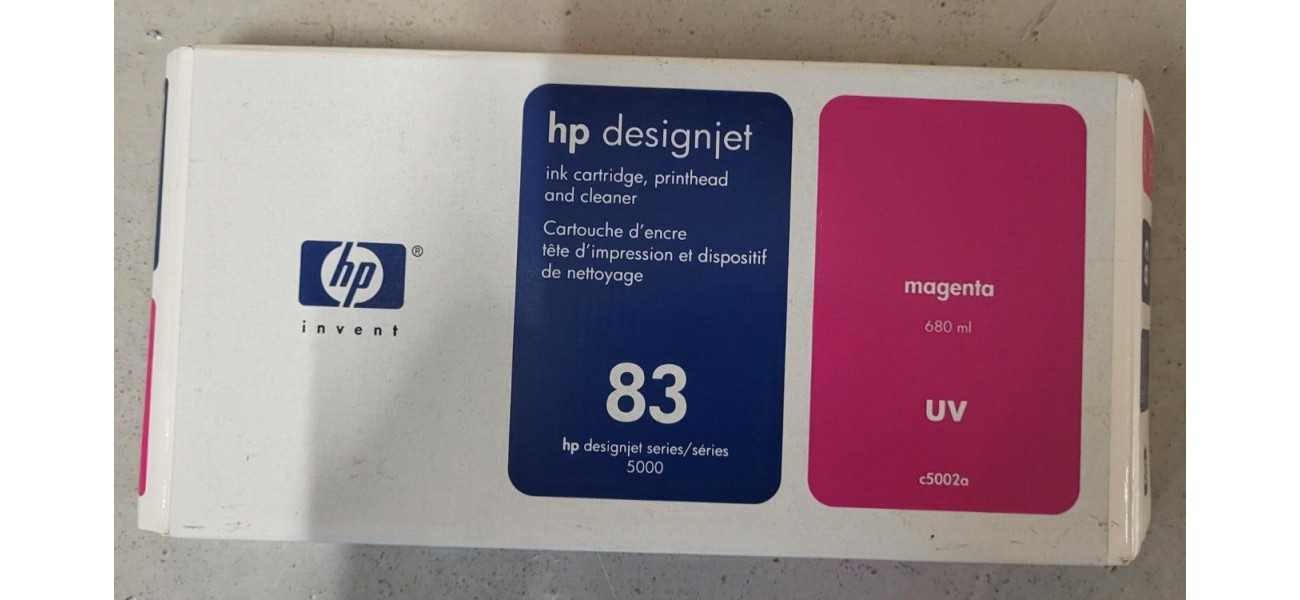 hp
®
invent
hp designjet
ink cartridge, printhead
and cleaner
Cartouche d'encre
tête d'impression et dispositif
de nettoyage
83
hp designjet series/séries
5000
magenta
680 ml
UV
c5002a